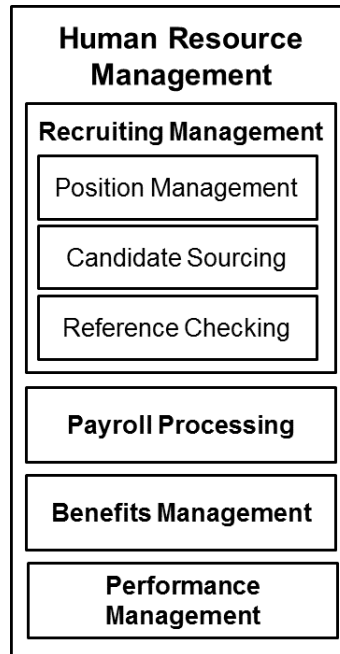 Human Resource
Management
Recruiting Management
Position Management
Candidate Sourcing
Reference Checking
Payroll Processing
Benefits Management
Performance
Management